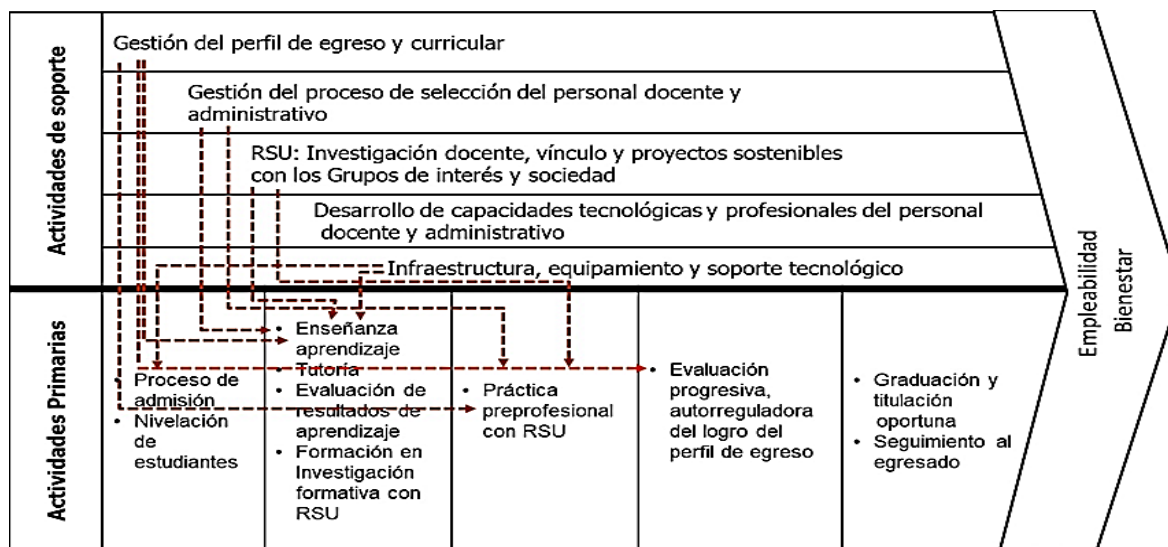 Actividades de soporte
Gestión del perfil de egreso y curricular
Gestión del proceso de selección del personal docente y
administrativo
RSU: Investigación docente, vínculo y proyectos sostenibles
con los Grupos de interés y sociedad
Desarrollo de capacidades tecnológicas y profesionales del personal
docente y administrativo
Infraestructura, equipamiento y soporte tecnológico
Actividades Primarias
• Proceso de
admisión
• Nivelación de
estudiantes
• Enseñanza
aprendizaje
• Tutoría
• Evaluación de
resultados de
aprendizaje
• Formación en
Investigación
formativa con
RSU
• Práctica
preprofesional
con RSU
• Evaluación
progresiva,
autorreguladora
del logro del
perfil de egreso
• Graduación y
titulación
oportuna
• Seguimiento al
egresado
Empleabilidad
Bienestar